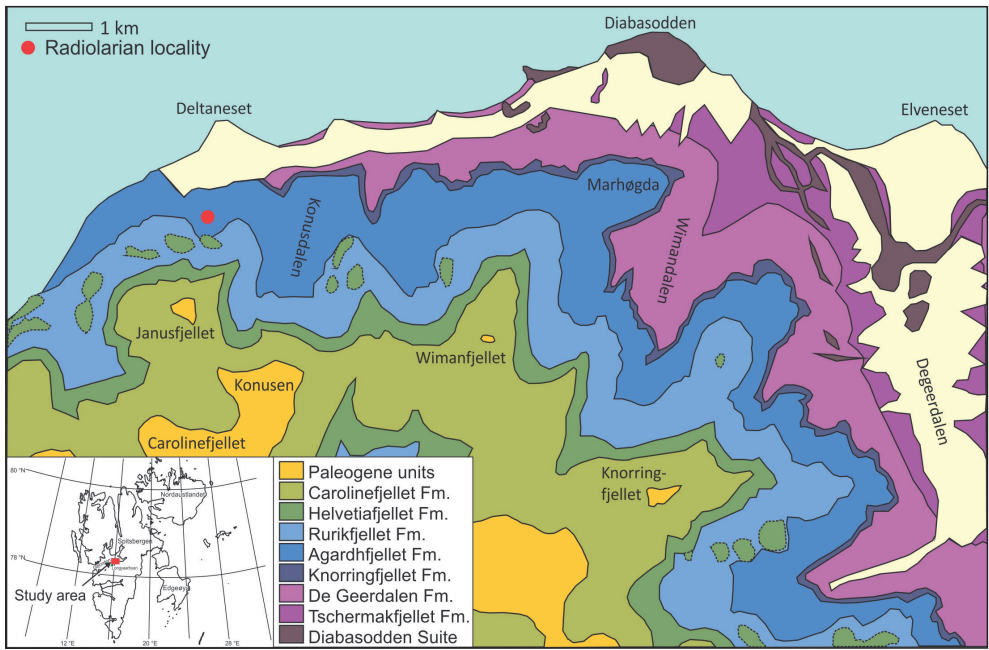 1 km
Radiolarian locality
Diabasodden
Deltaneset
Elveneset
Marhøgda
Konusdalen
Wimandalen
Janusfjellet
Wimanfjellet
Konusen
Degeerdalen
Carolinefjellet
Knorring-
fjellet
80 °N
Nordaustlandet
Spitsbergen
78 °N
Longyearbyen
Edgeøya
Study area
12 °E
20 °E
28 °E
Paleogene units
Carolinefjellet Fm.
Helvetiafjellet Fm.
Rurikfjellet Fm.
Agardhfjellet Fm.
Knorringfjellet Fm.
De Geerdalen Fm.
Tschermakfjellet Fm.
Diabasodden Suite